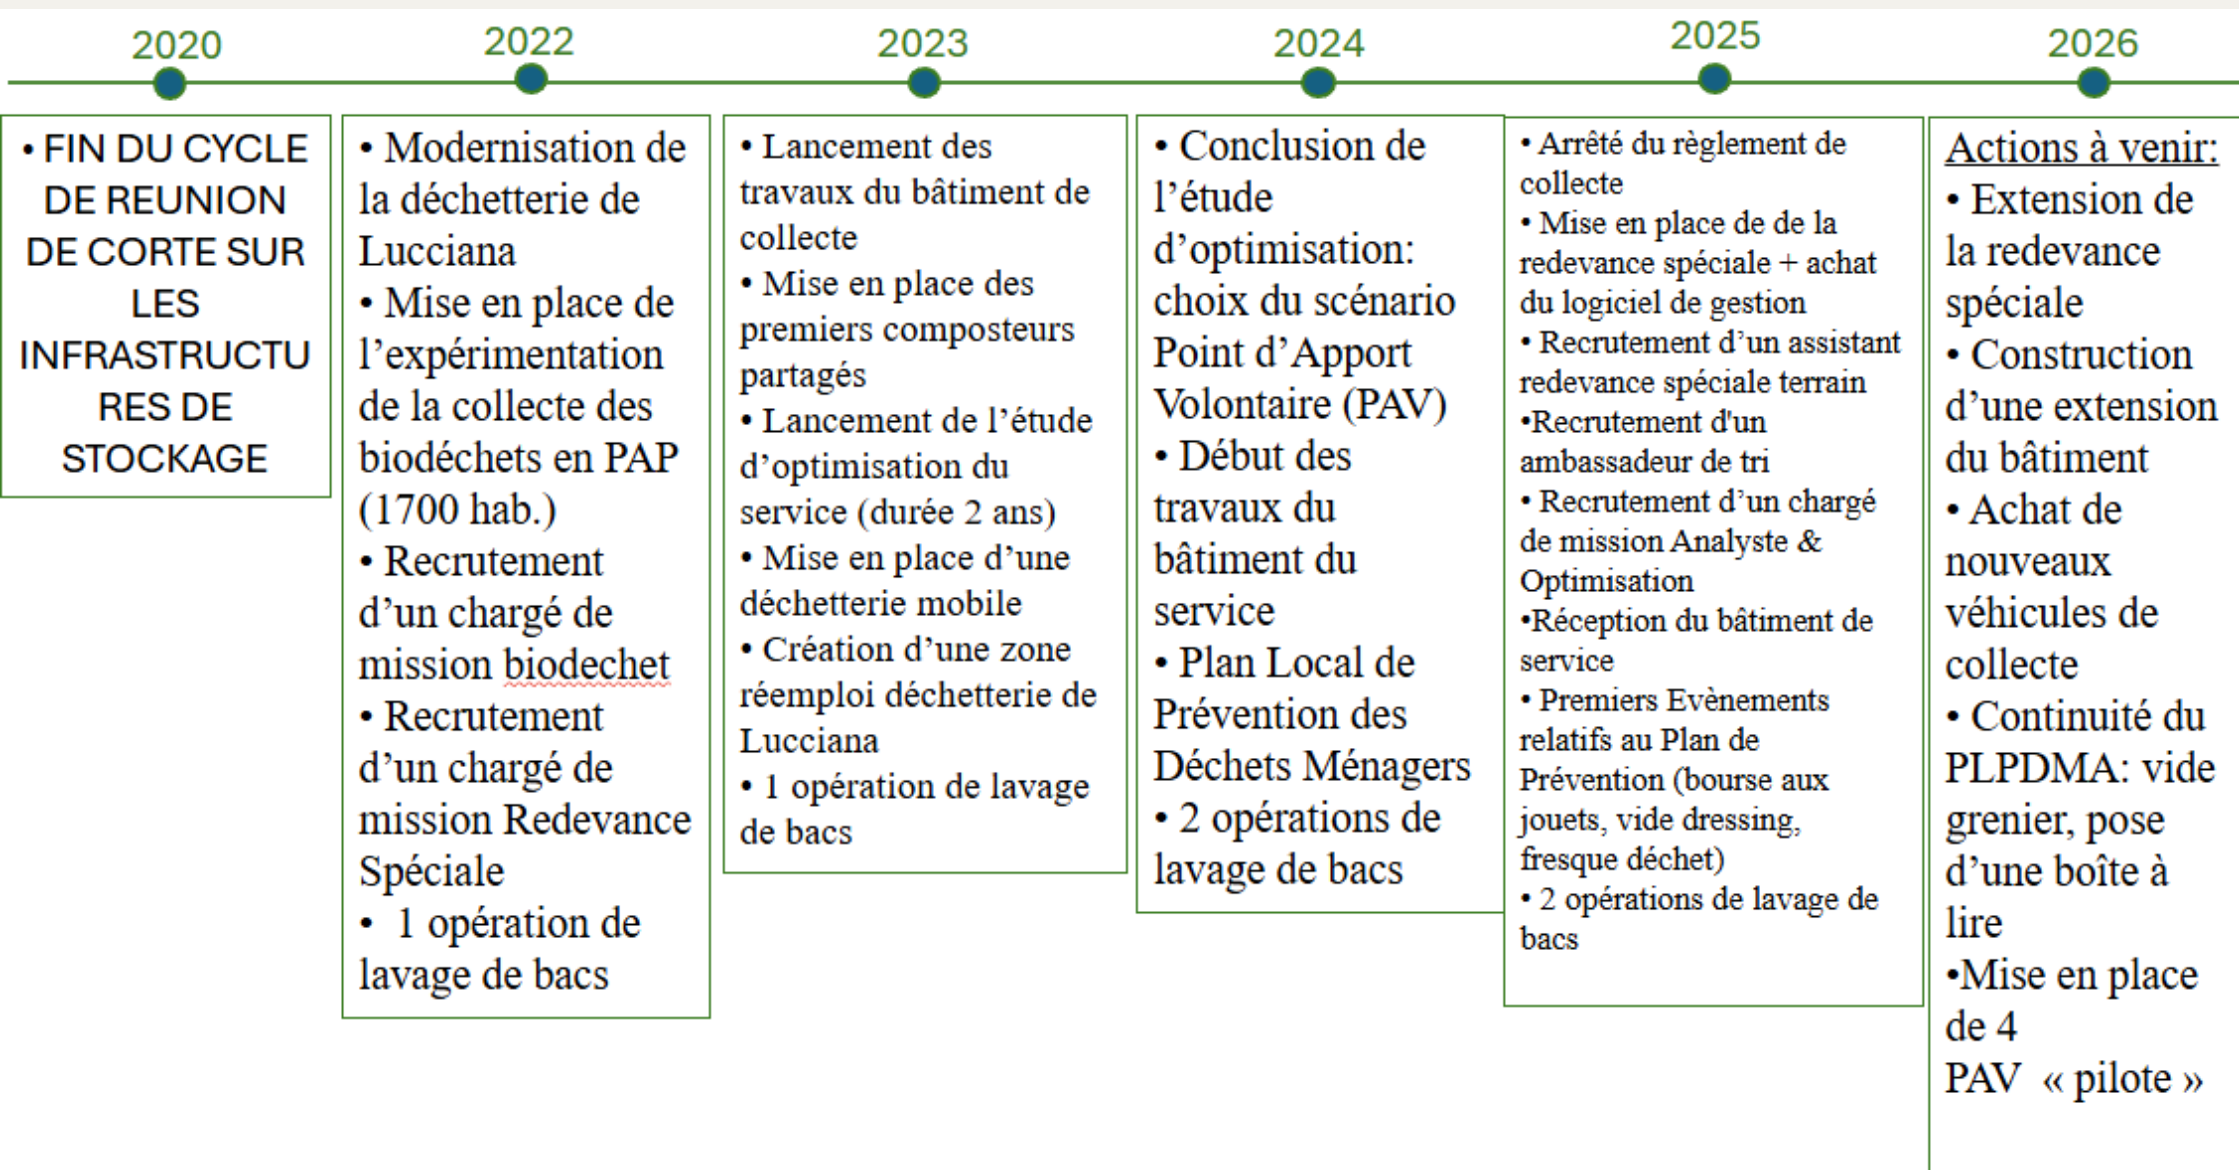 2020
2022
2023
2024
2025
2026
• FIN DU CYCLE
DE REUNION
DE CORTE SUR
LES
INFRASTRUCTU
RES DE
STOCKAGE
• Modernisation de
la déchetterie de
Lucciana
• Mise en place de
l’expérimentation
de la collecte des
biodéchets en PAP
(1700 hab.)
• Recrutement
d’un chargé de
mission biodechet
• Recrutement
d’un chargé de
mission Redevance
Spéciale
• 1 opération de
lavage de bacs
• Lancement des
travaux du bâtiment de
collecte
• Mise en place des
premiers composteurs
partagés
• Lancement de l’étude
d’optimisation du
service (durée 2 ans)
• Mise en place d’une
déchetterie mobile
• Création d’une zone
réemploi déchetterie de
Lucciana
• 1 opération de lavage
de bacs
• Conclusion de
l’étude
d’optimisation:
choix du scénario
Point d’Apport
Volontaire (PAV)
• Début des
travaux du
bâtiment du
service
• Plan Local de
Prévention des
Déchets Ménagers
• 2 opérations de
lavage de bacs
• Arrêté du règlement de
collecte
• Mise en place de de la
redevance spéciale + achat
du logiciel de gestion
• Recrutement d’un assistant
redevance spéciale terrain
•Recrutement d'un
ambassadeur de tri
• Recrutement d’un chargé
de mission Analyste &
Optimisation
•Réception du bâtiment de
service
• Premiers Evènements
relatifs au Plan de
Prévention (bourse aux
jouets, vide dressing,
fresque déchet)
• 2 opérations de lavage de
bacs
Actions à venir:
• Extension de
la redevance
spéciale
• Construction
d’une extension
du bâtiment
• Achat de
nouveaux
véhicules de
collecte
• Continuité du
PLPDMA: vide
grenier, pose
d’une boîte à
lire
•Mise en place
de 4
PAV « pilote »